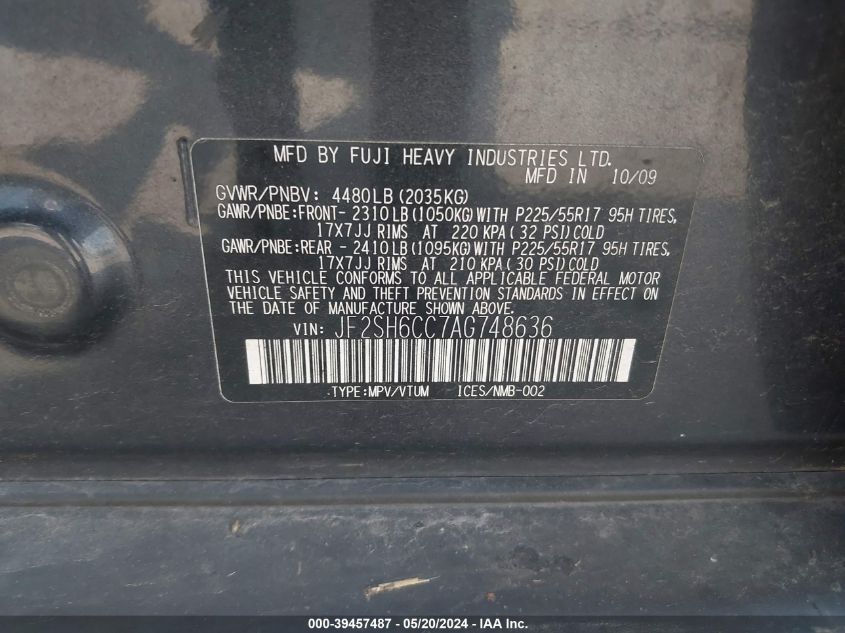 MFD BY FUJI HEAVY INDUSTRIES LTD.
MFD IN 10/09
GVWR/PNBV: 4480LB (2035KG)
GAWR/PNBE:FRONT- 2310LB (1050KG) WITH P225/55R17 95H TIRES,
17X7JJ RIMS AT 220 KPA (32 PSI) COLD
GAWR/PNBE:REAR - 2410LB (1095KG) WITH P225/55R17 95H TIRES,
17X7JJ RIMS AT 210 KPA (30 PSI) COLD
THIS VEHICLE CONFORMS TO ALL APPLICABLE FEDERAL MOTOR
VEHICLE SAFETY AND THEFT PREVENTION STANDARDS IN EFFECT ON
THE DATE OF MANUFACTURE SHOWN ABOVE.
VIN: JF2SH6CC7AG748636
TYPE:MPV/VTUM ICES/NMB-002
000-39457487 - 05/20/2024 - IAA Inc.